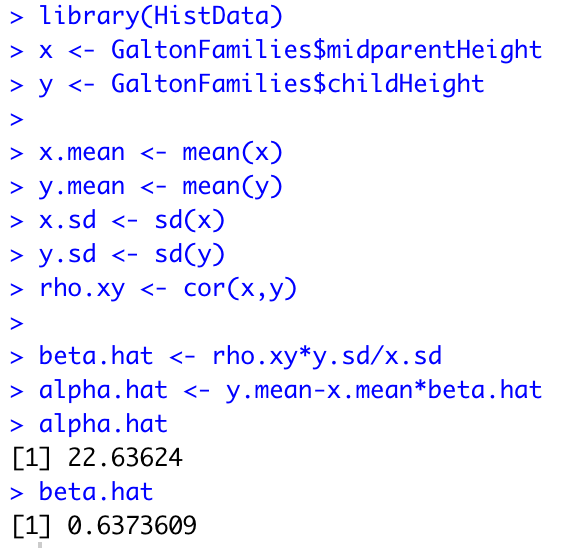 > library(HistData)
> x <- GaltonFamilies$midparentHeight
> y <- GaltonFamilies$childHeight
>
> x.mean <- mean(x)
> y.mean <- mean(y)
> x.sd <- sd(x)
> y.sd <- sd(y)
> rho.xy <- cor(x,y)
>
> beta.hat <- rho.xy*y.sd/x.sd
> alpha.hat <- y.mean-x.mean*beta.hat
> alpha.hat
[1] 22.63624
> beta.hat
[1] 0.6373609